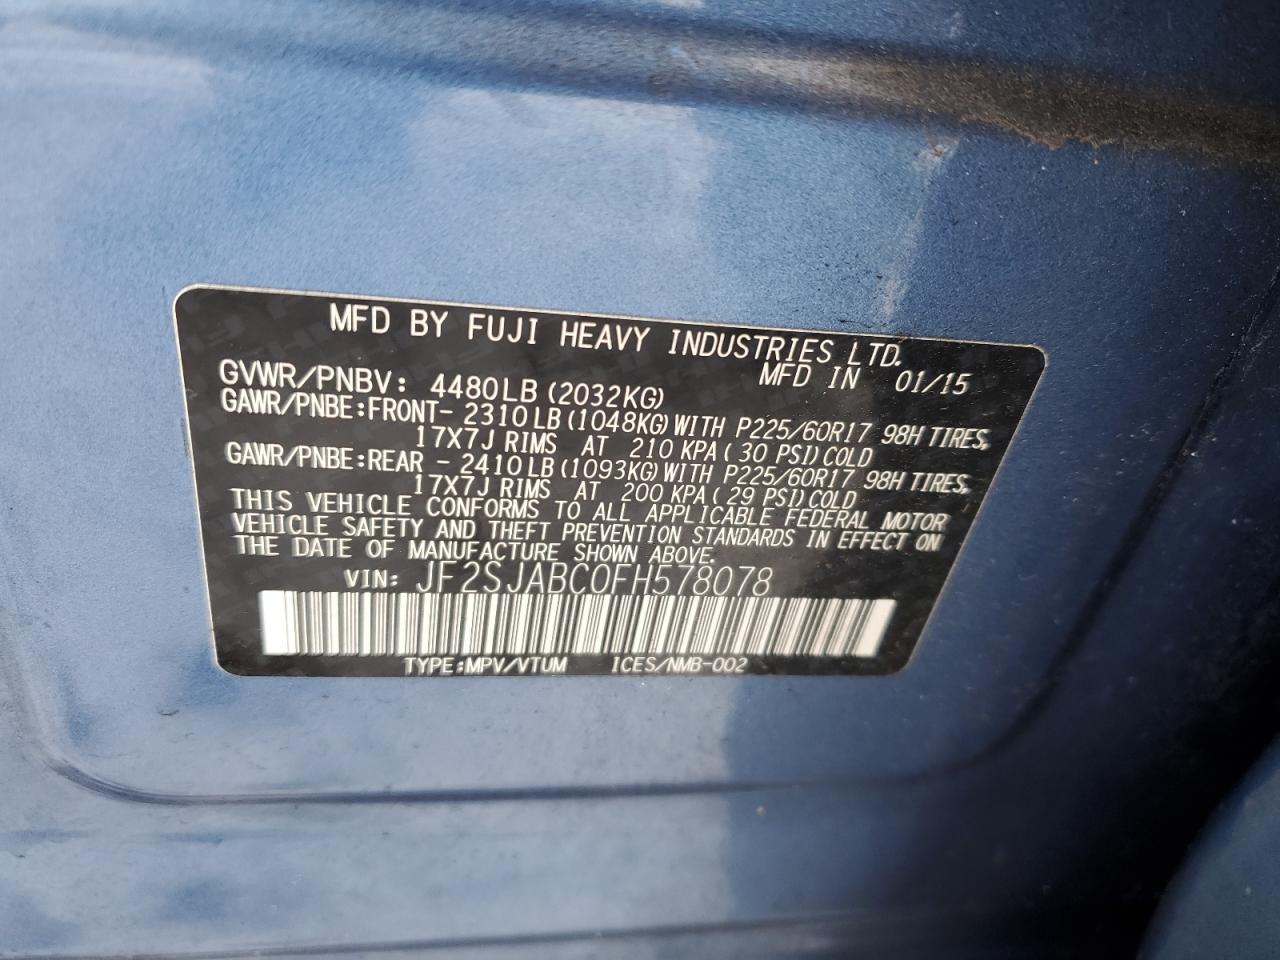 MFD BY FUJI HEAVY INDUSTRIES LTD.
MFD IN 01/15
GVWR/PNBV: 4480LB (2032KG)
GAWR/PNBE:FRONT- 2310LB (1048KG) WITH P225/60R17 98H TIRES,
17X7J RIMS AT 210 KPA ( 30 PSI) COLD
GAWR/PNBE:REAR - 2410LB (1093KG) WITH P225/60R17 98H TIRES,
17X7J RIMS AT 200 KPA ( 29 PSI) COLD
THIS VEHICLE CONFORMS TO ALL APPLICABLE FEDERAL MOTOR
VEHICLE SAFETY AND THEFT PREVENTION STANDARDS IN EFFECT ON
THE DATE OF MANUFACTURE SHOWN ABOVE.
VIN: JF2SJABC0FH578078
TYPE:MPV/VTUM ICES/NMB-002